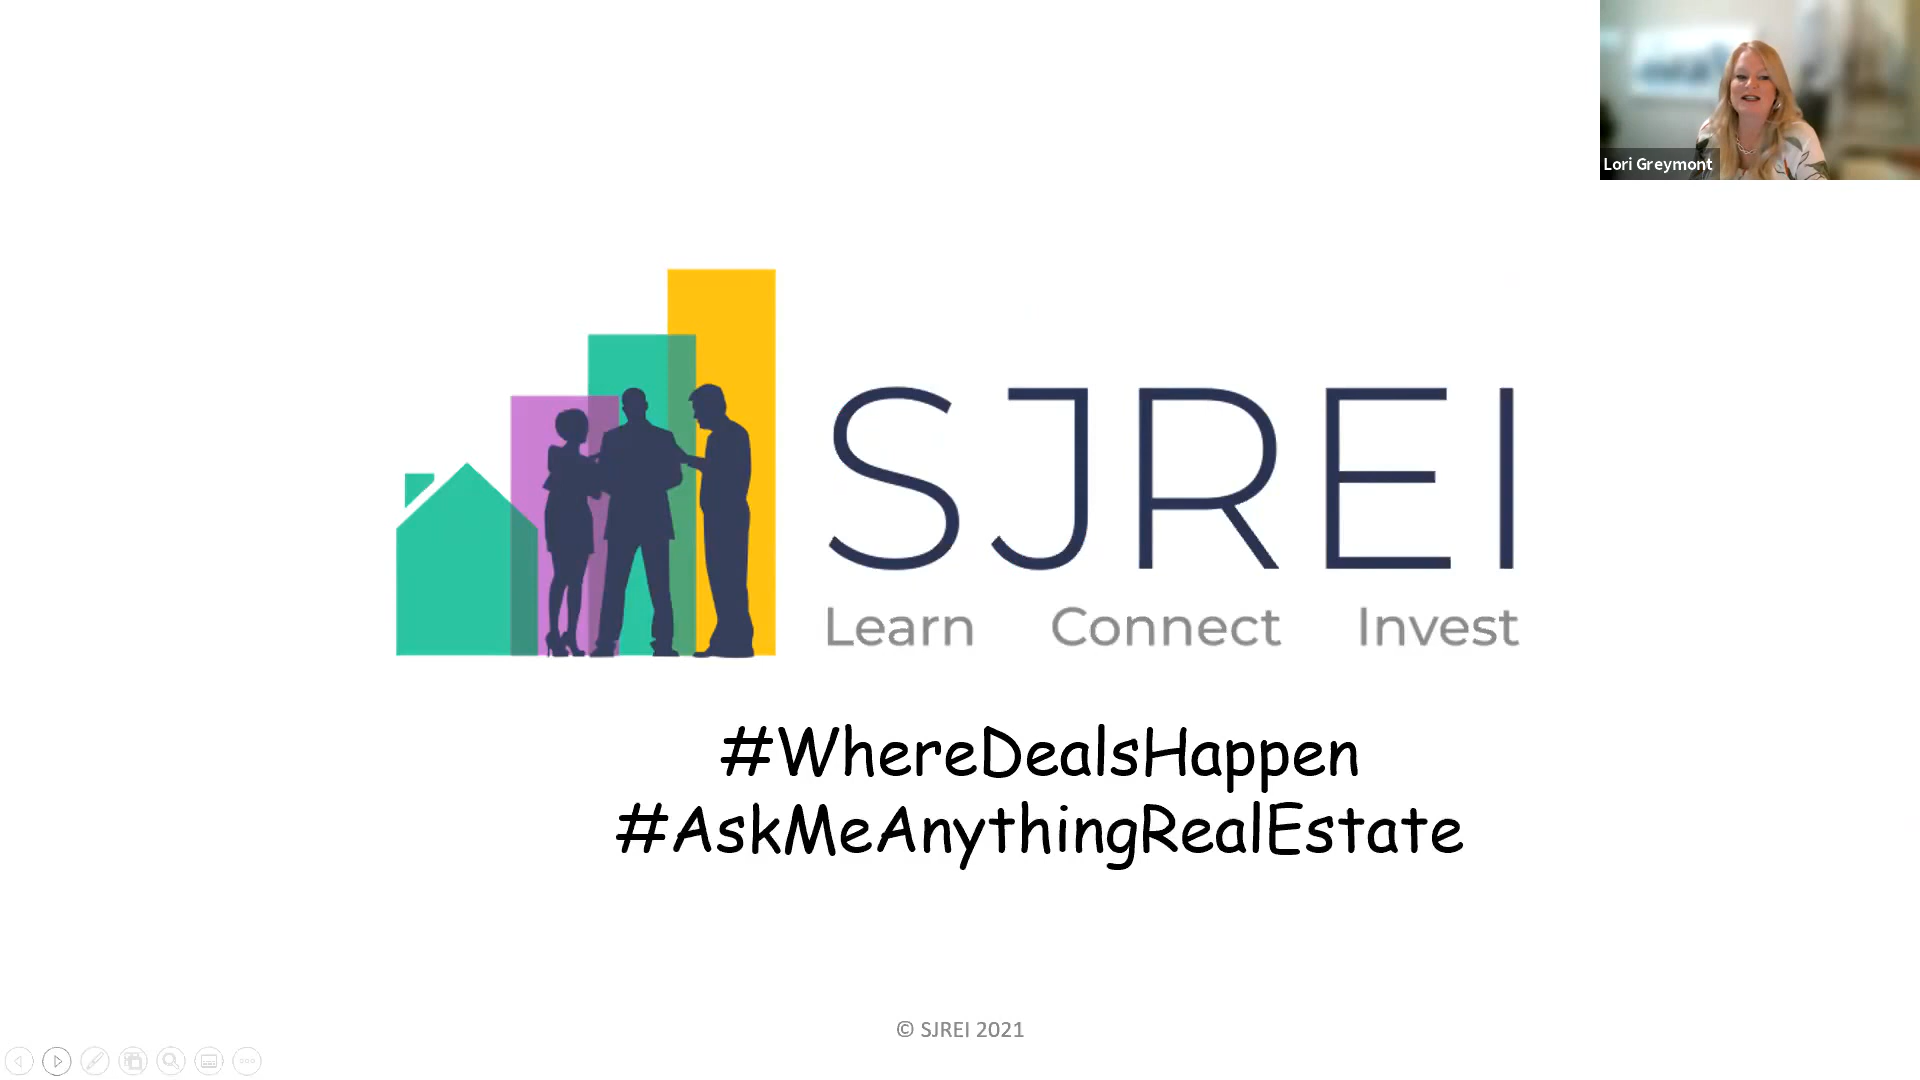 Lori Greymont
SJREI
Learn Connect Invest
#WhereDealsHappen
#AskMeAnythingRealEstate
© SJREI 2021